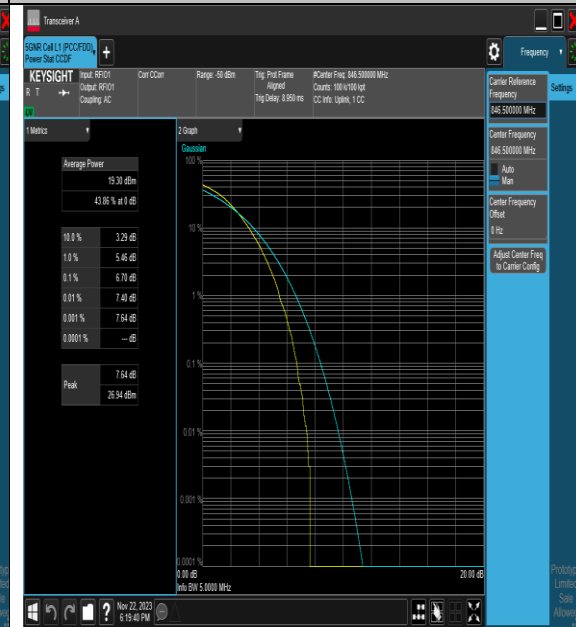 Transceiver A
5GNR Cell L1 (PCC/FDD)
Power Stat CCDF
+
KEYSIGHT
R T
Input: RFIO1
Output: RFIO1
Coupling: AC
Corr CCorr
Range: -50 dBm
Trig: Prot Frame
Aligned
Trig Delay: 8.950 ms
#Center Freq: 846.500000 MHz
Counts: 100 k/100 kpt
CC Info: Uplink, 1 CC
Frequency
Settings
1 Metrics
Average Power
19.30 dBm
43.86 % at 0 dB
10.0 % 3.29 dB
1.0 % 5.46 dB
0.1 % 6.70 dB
0.01 % 7.40 dB
0.001 % 7.64 dB
0.0001 % --- dB
Peak
7.64 dB
26.94 dBm
2 Graph
Gaussian
100 %
10 %
1 %
0.1 %
0.01 %
0.001 %
0.0001 %
0.00 dB
20.00 dB
Info BW 5.0000 MHz
Carrier Reference
Frequency
846.500000 MHz
Center Frequency
846.500000 MHz
Auto
Man
Center Frequency
Offset
0 Hz
Adjust Center Freq
to Carrier Config
?
Nov 22, 2023
6:19:40 PM